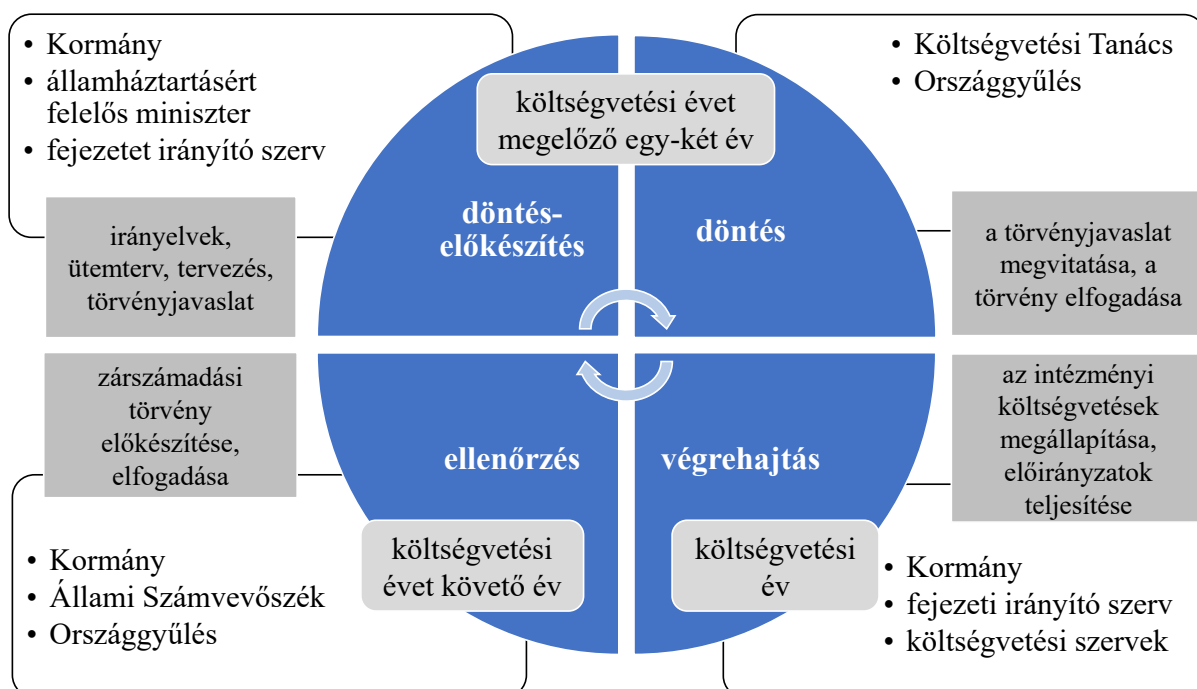 • Kormány
• államháztartásért
felelős miniszter
• fejezetet irányító szerv
• Költségvetési Tanács
• Országgyűlés
költségvetési évet
megelőző egy-két év
döntés-
előkészítés
döntés
irányelvek,
ütemterv, tervezés,
törvényjavaslat
a törvényjavaslat
megvitatása, a
törvény elfogadása
zárszámadási
törvény
előkészítése,
elfogadása
ellenőrzés
végrehajtás
az intézményi
költségvetések
megállapítása,
előirányzatok
teljesítése
költségvetési
évet követő év
költségvetési
év
• Kormány
• Állami Számvevőszék
• Országgyűlés
• Kormány
• fejezeti irányító szerv
• költségvetési szervek